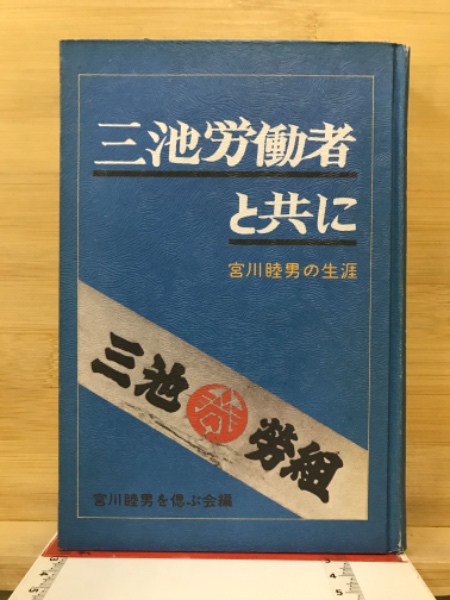 三池労働者
と共に
宮川睦男の生涯
三池 労組
宮川睦男を偲ぶ会編